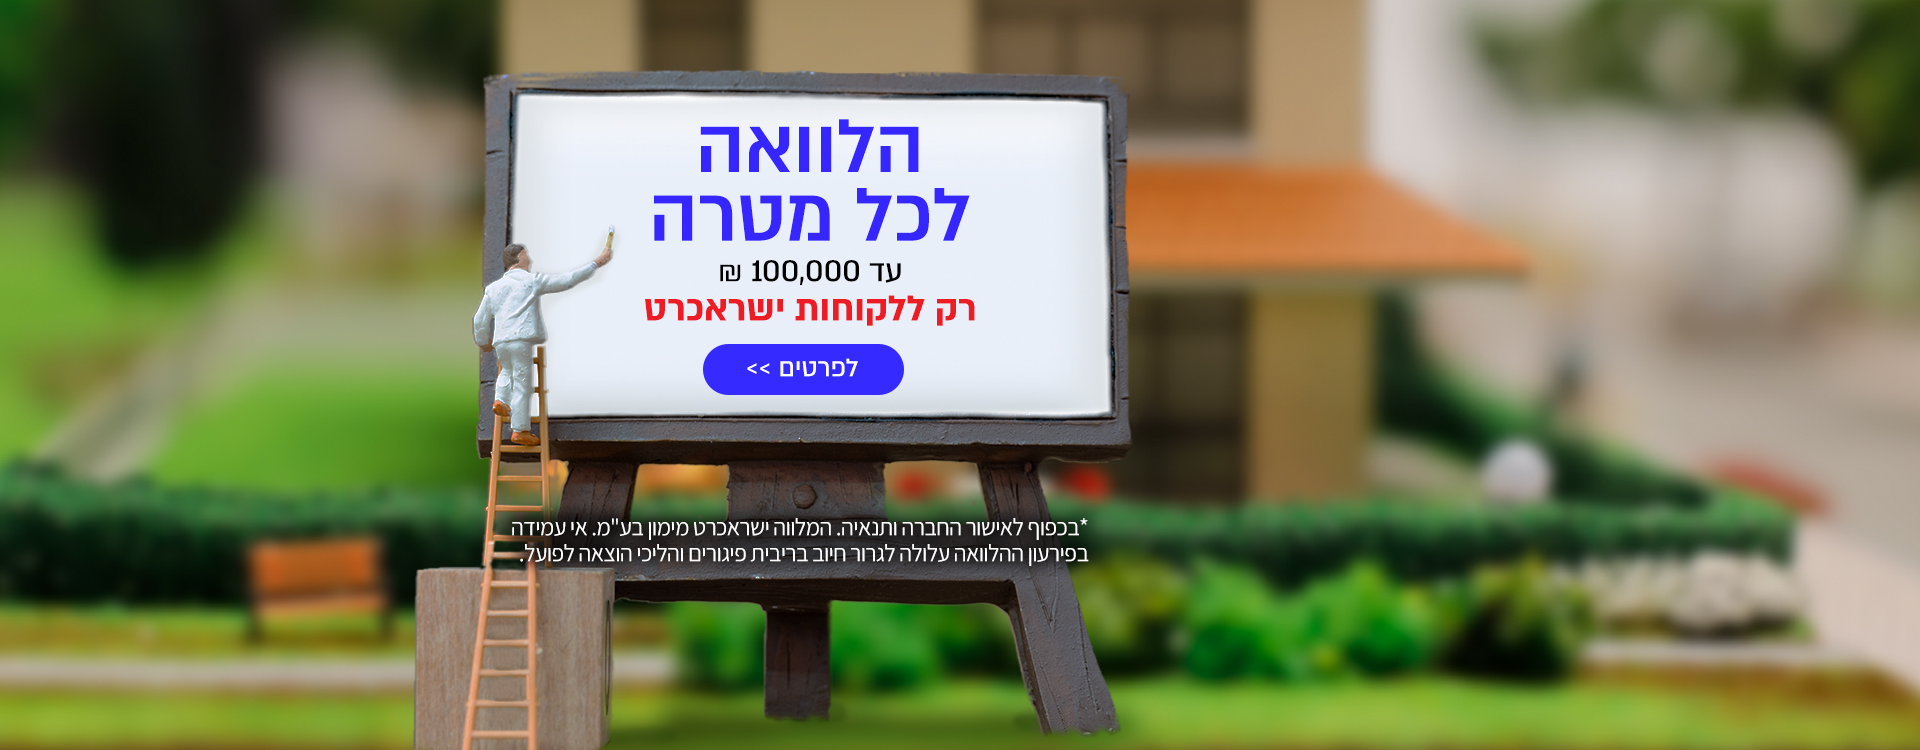 הלוואה
לכל מטרה
עד 100,000 ₪
רק ללקוחות ישראכרט
לפרטים >>
*בכפוף לאישור החברה ותנאיה. המלווה ישראכרט מימון בע"מ. אי עמידה
בפירעון ההלוואה עלולה לגרור חיוב בריבית פיגורים והליכי הוצאה לפועל.